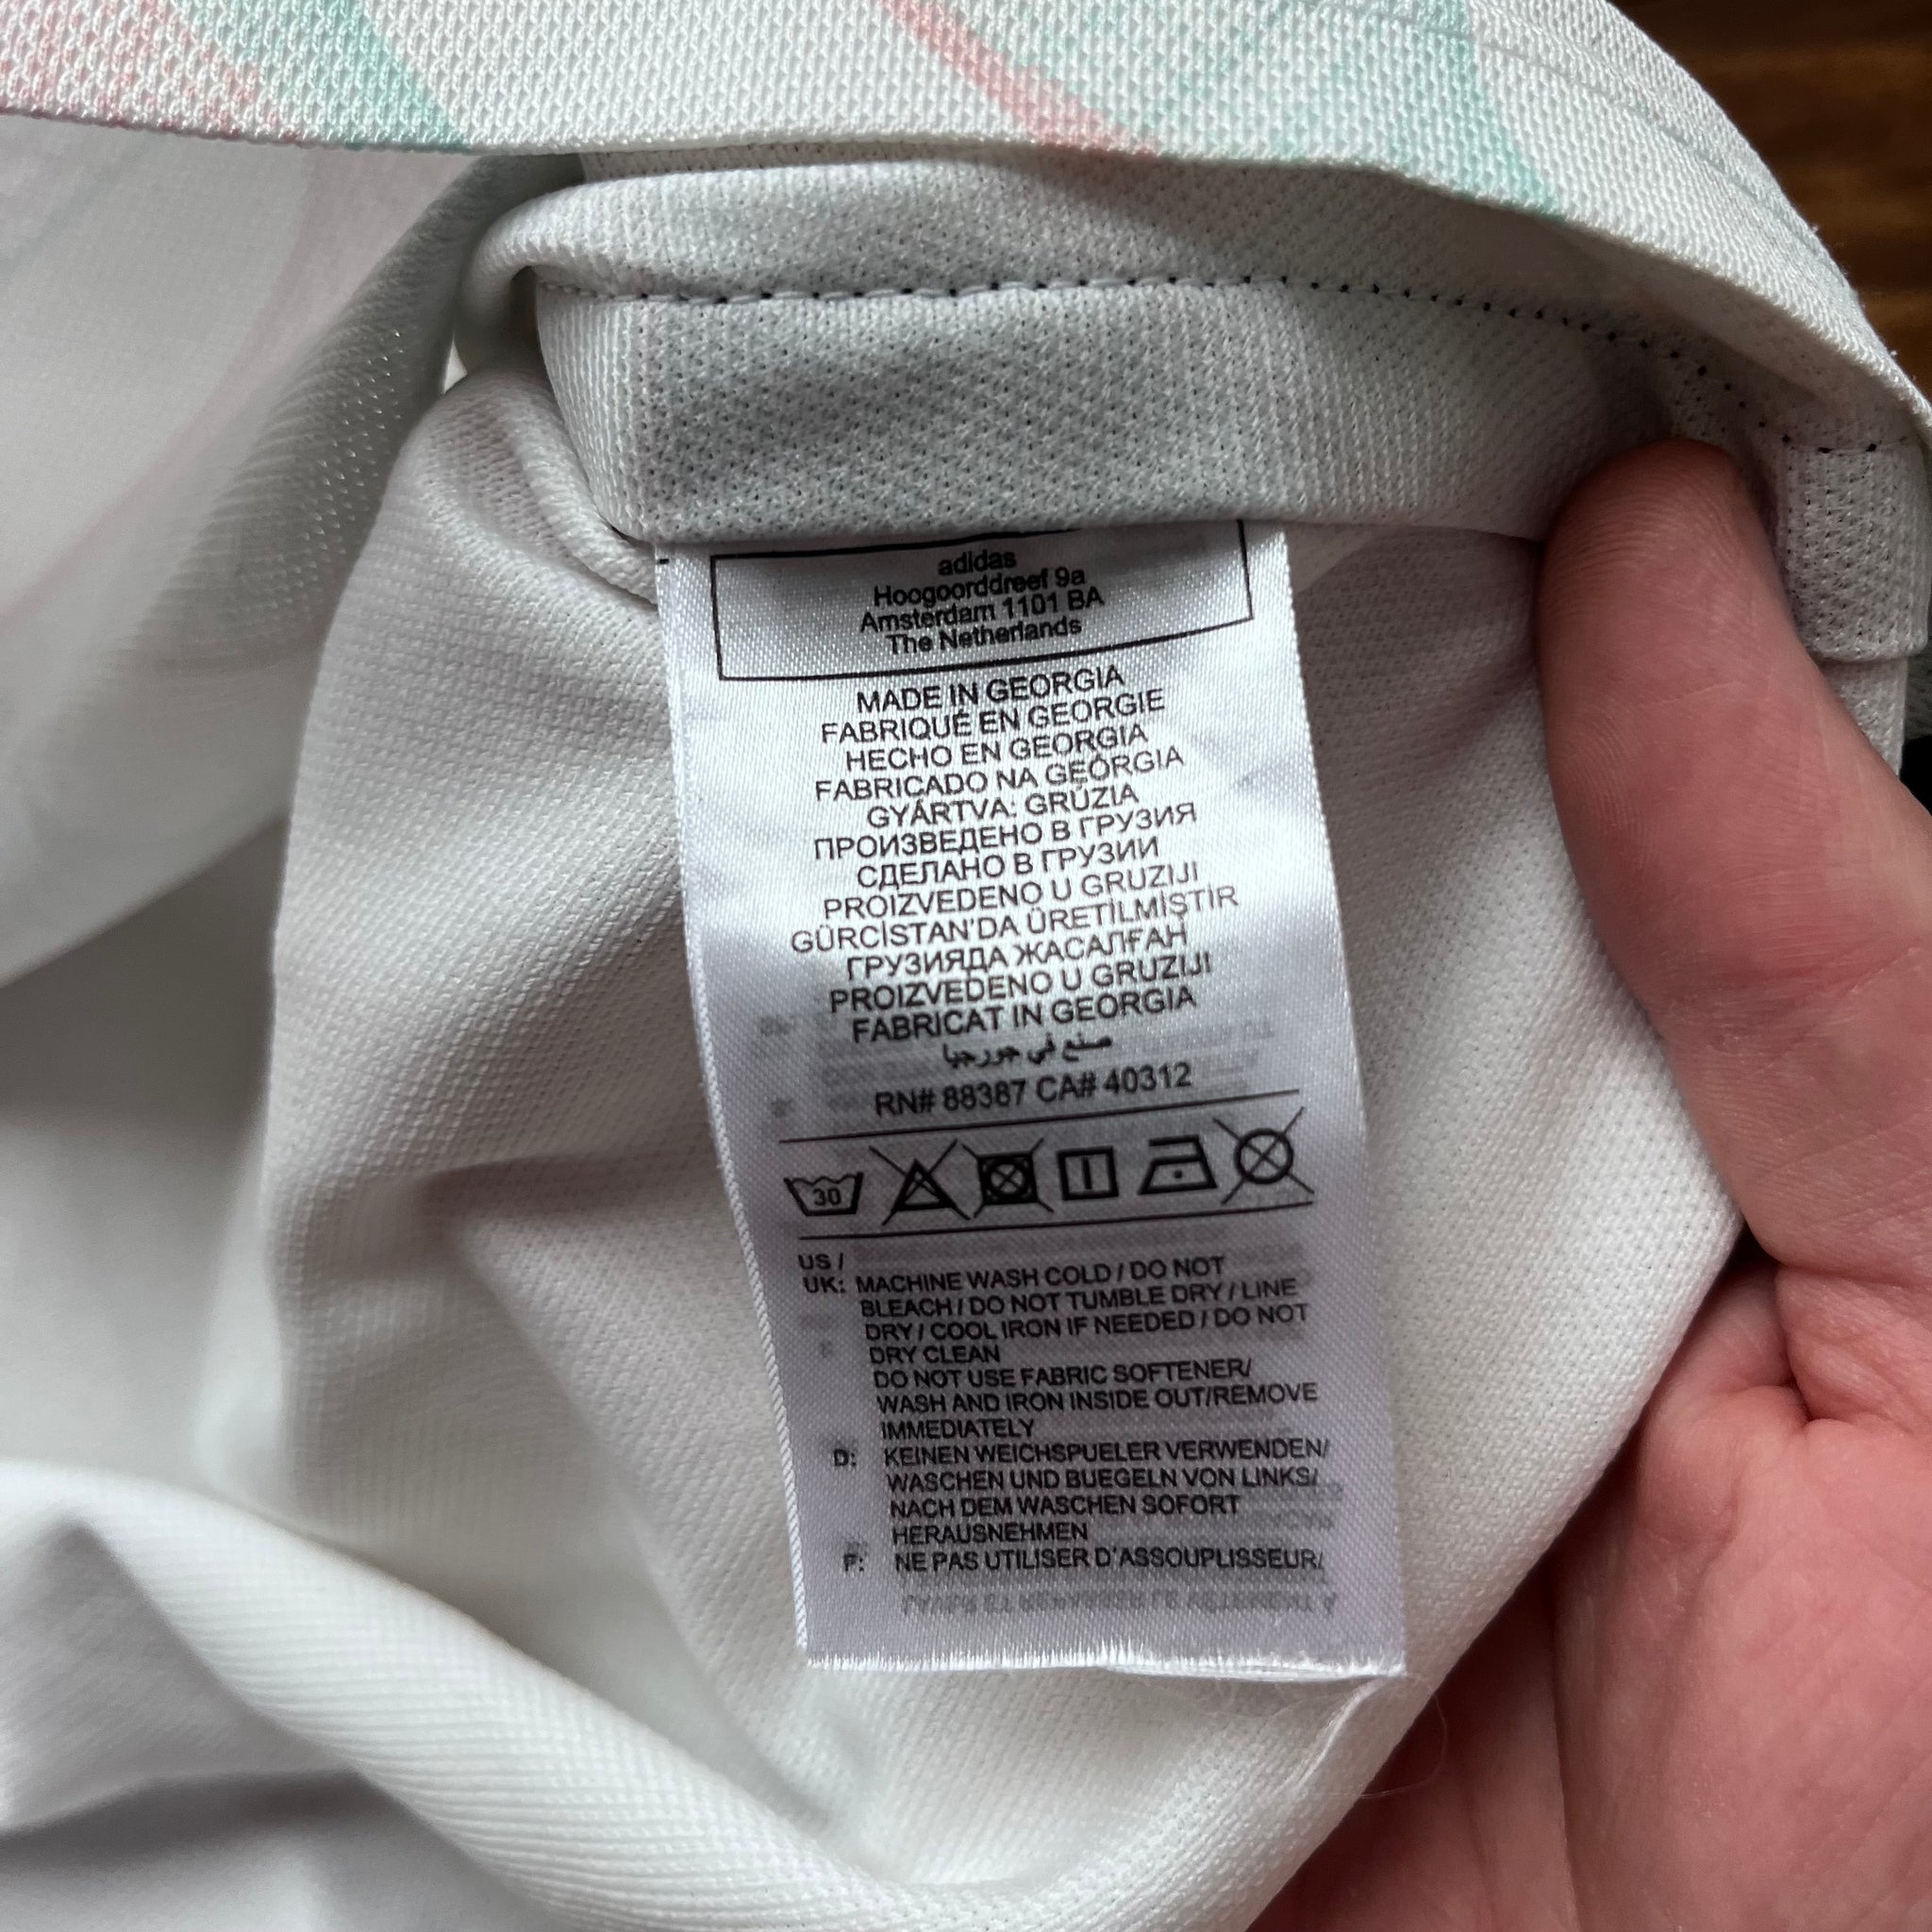 adidas
Hoogoorddreef 9a
Amsterdam 1101 BA
The Netherlands
MADE IN GEORGIA
FABRIQUÉ EN GEORGIE
HECHO EN GEORGIA
FABRICADO NA GEÓRGIA
GYÁRTVA: GRÚZIA
ПРОИЗВЕДЕНО В ГРУЗИЯ
СДЕЛАНО В ГРУЗИИ
PROIZVEDENO U GRUZIJI
GÜRCİSTAN'DA ÜRETİLMİŞTİR
ГРУЗИЯДА ЖАСАЛҒАН
PROIZVEDENO U GRUZIJI
FABRICAT IN GEORGIA
صنع في جورجيا
RN# 88387 CA# 40312
30
US /
UK: MACHINE WASH COLD / DO NOT
BLEACH / DO NOT TUMBLE DRY / LINE
DRY / COOL IRON IF NEEDED / DO NOT
DRY CLEAN
DO NOT USE FABRIC SOFTENER/
WASH AND IRON INSIDE OUT/REMOVE
IMMEDIATELY
D: KEINEN WEICHSPUELER VERWENDEN/
WASCHEN UND BUEGELN VON LINKS/
NACH DEM WASCHEN SOFORT
HERAUSNEHMEN
F: NE PAS UTILISER D'ASSOUPLISSEUR/